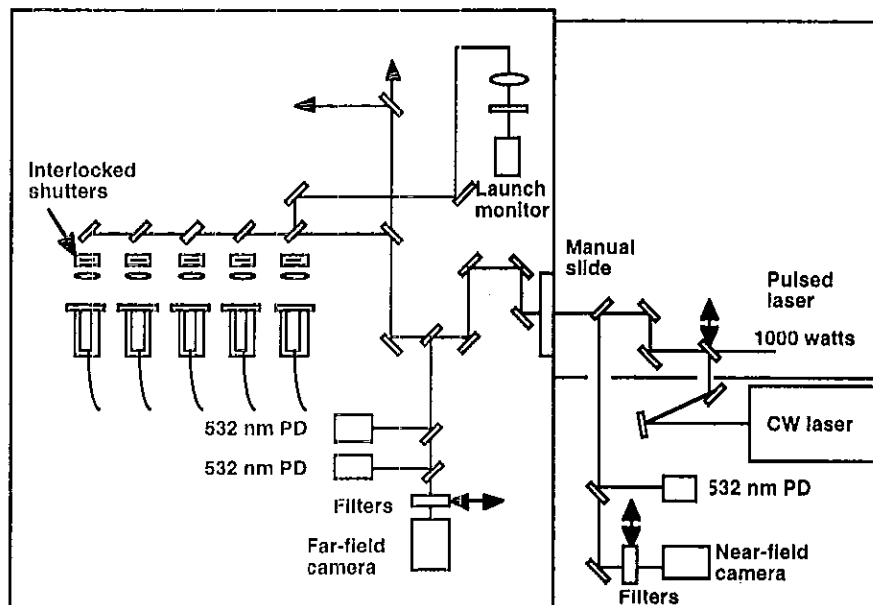 Interlocked
shutters
Launch
monitor
Manual
slide
Pulsed
laser
1000 watts
CW laser
532 nm PD
532 nm PD
532 nm PD
Filters
Far-field
camera
Near-field
camera
Filters